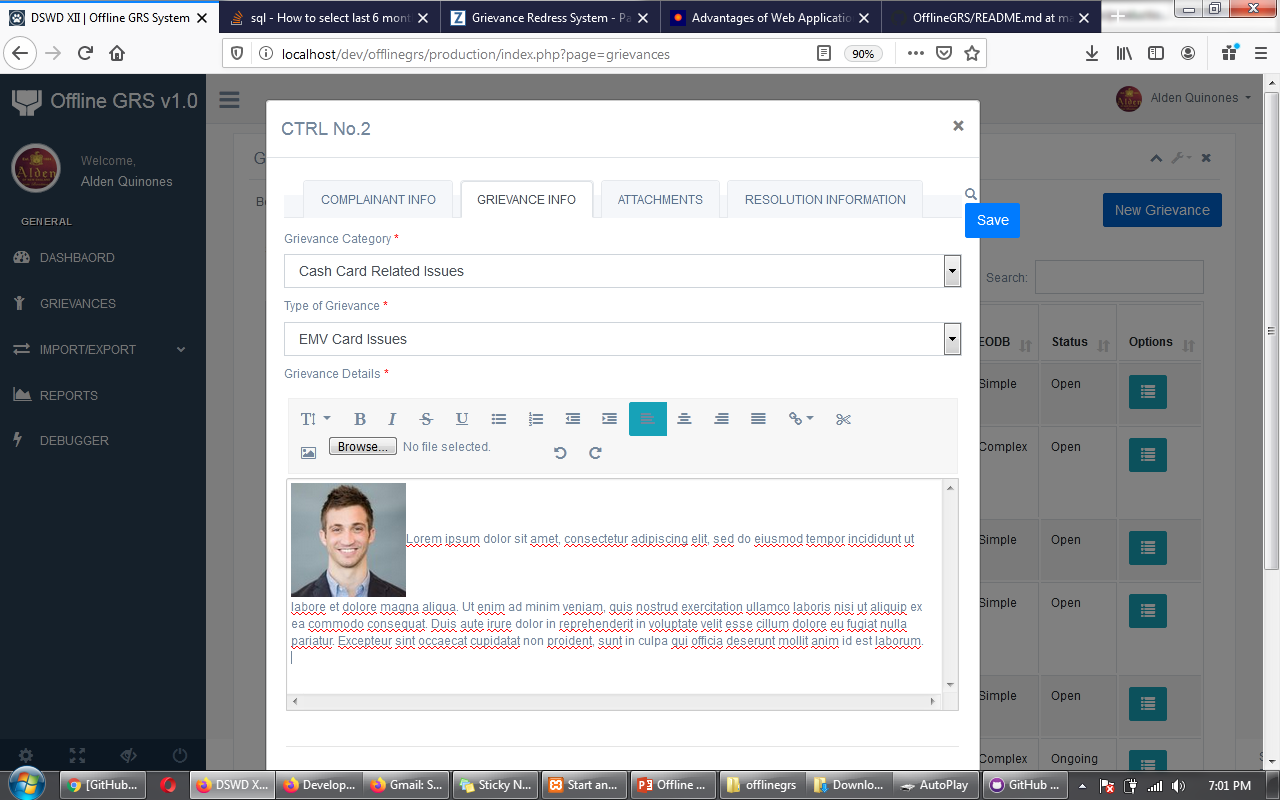 DSWD XII | Offline GRS System
sql - How to select last 6 mont
Grievance Redress System - Pa
Advantages of Web Application
OfflineGRS/README.md at ma
localhost/dev/offlinegrs/production/index.php?page=grievances
90%
Offline GRS v1.0
Alden Quinones
Welcome,
Alden Quinones
GENERAL
DASHBAORD
GRIEVANCES
IMPORT/EXPORT
REPORTS
DEBUGGER
CTRL No.2
×
COMPLAINANT INFO
GRIEVANCE INFO
ATTACHMENTS
RESOLUTION INFORMATION
Save
New Grievance
Grievance Category *
Cash Card Related Issues
Type of Grievance *
EMV Card Issues
Grievance Details *
Browse...
No file selected.
Lorem ipsum dolor sit amet, consectetur adipiscing elit, sed do eiusmod tempor incididunt ut
labore et dolore magna aliqua. Ut enim ad minim veniam, quis nostrud exercitation ullamco laboris nisi ut aliquip ex
ea commodo consequat. Duis aute irure dolor in reprehenderit in voluptate velit esse cillum dolore eu fugiat nulla
pariatur. Excepteur sint occaecat cupidatat non proident, sunt in culpa qui officia deserunt mollit anim id est laborum.
Search:
EODB Status Options
Simple Open
Complex Open
Simple Open
Simple Open
Simple Open
Complex Ongoing
[GitHub...
DSWD X...
Develop...
Gmail: S...
Sticky N...
Start an...
Offline ...
offlinegrs
Downlo...
AutoPlay
GitHub ...
7:01 PM